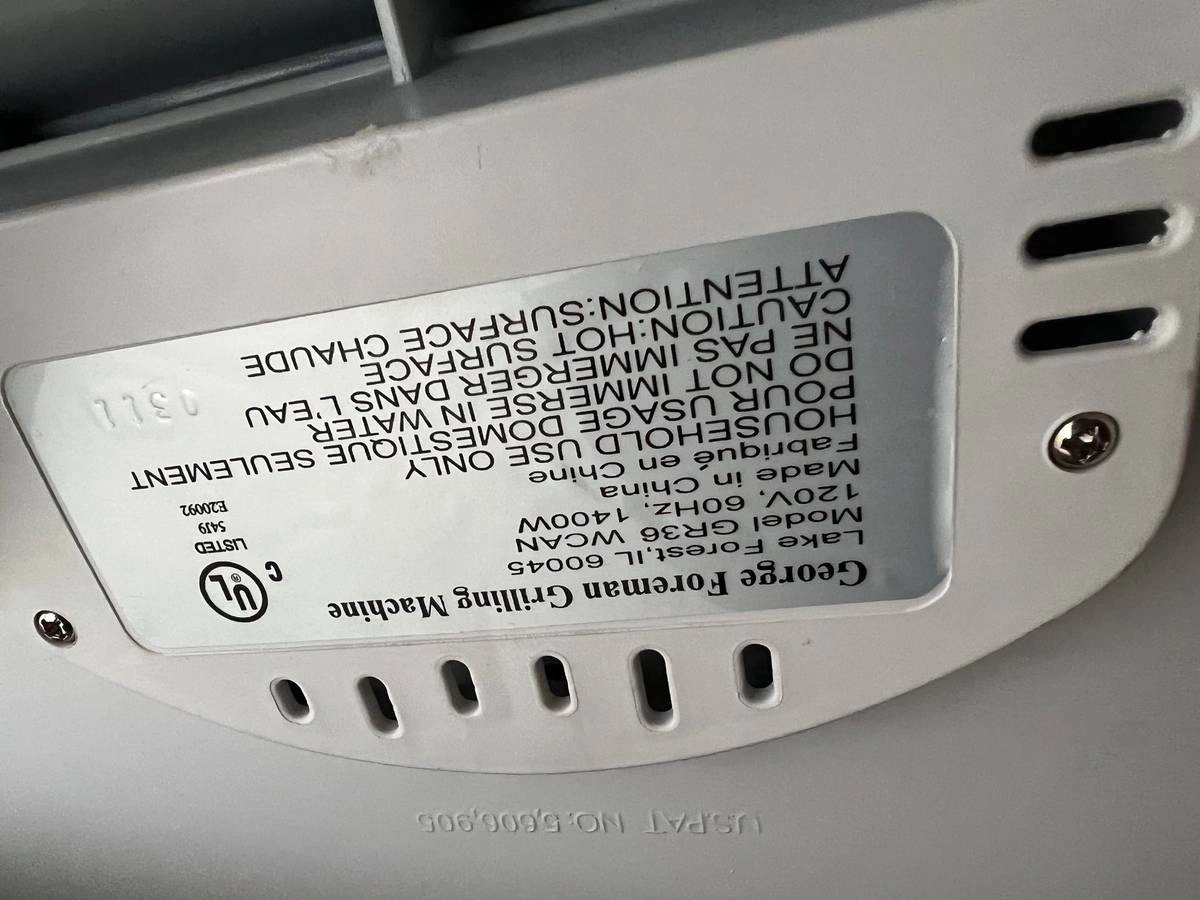 George Foreman Grilling Machine
Lake Forest,IL 60045
Model GR36 WCAN
120V, 60Hz, 1400W
Made in China
Fabriqué en Chine
HOUSEHOLD USE ONLY
POUR USAGE DOMESTIQUE SEULEMENT
DO NOT IMMERSE IN WATER
NE PAS IMMERGER DANS L'EAU
CAUTION:HOT SURFACE
ATTENTION:SURFACE CHAUDE
C UL ®
LISTED
54J9
E20092
U.S.PAT NO.:5,606,905